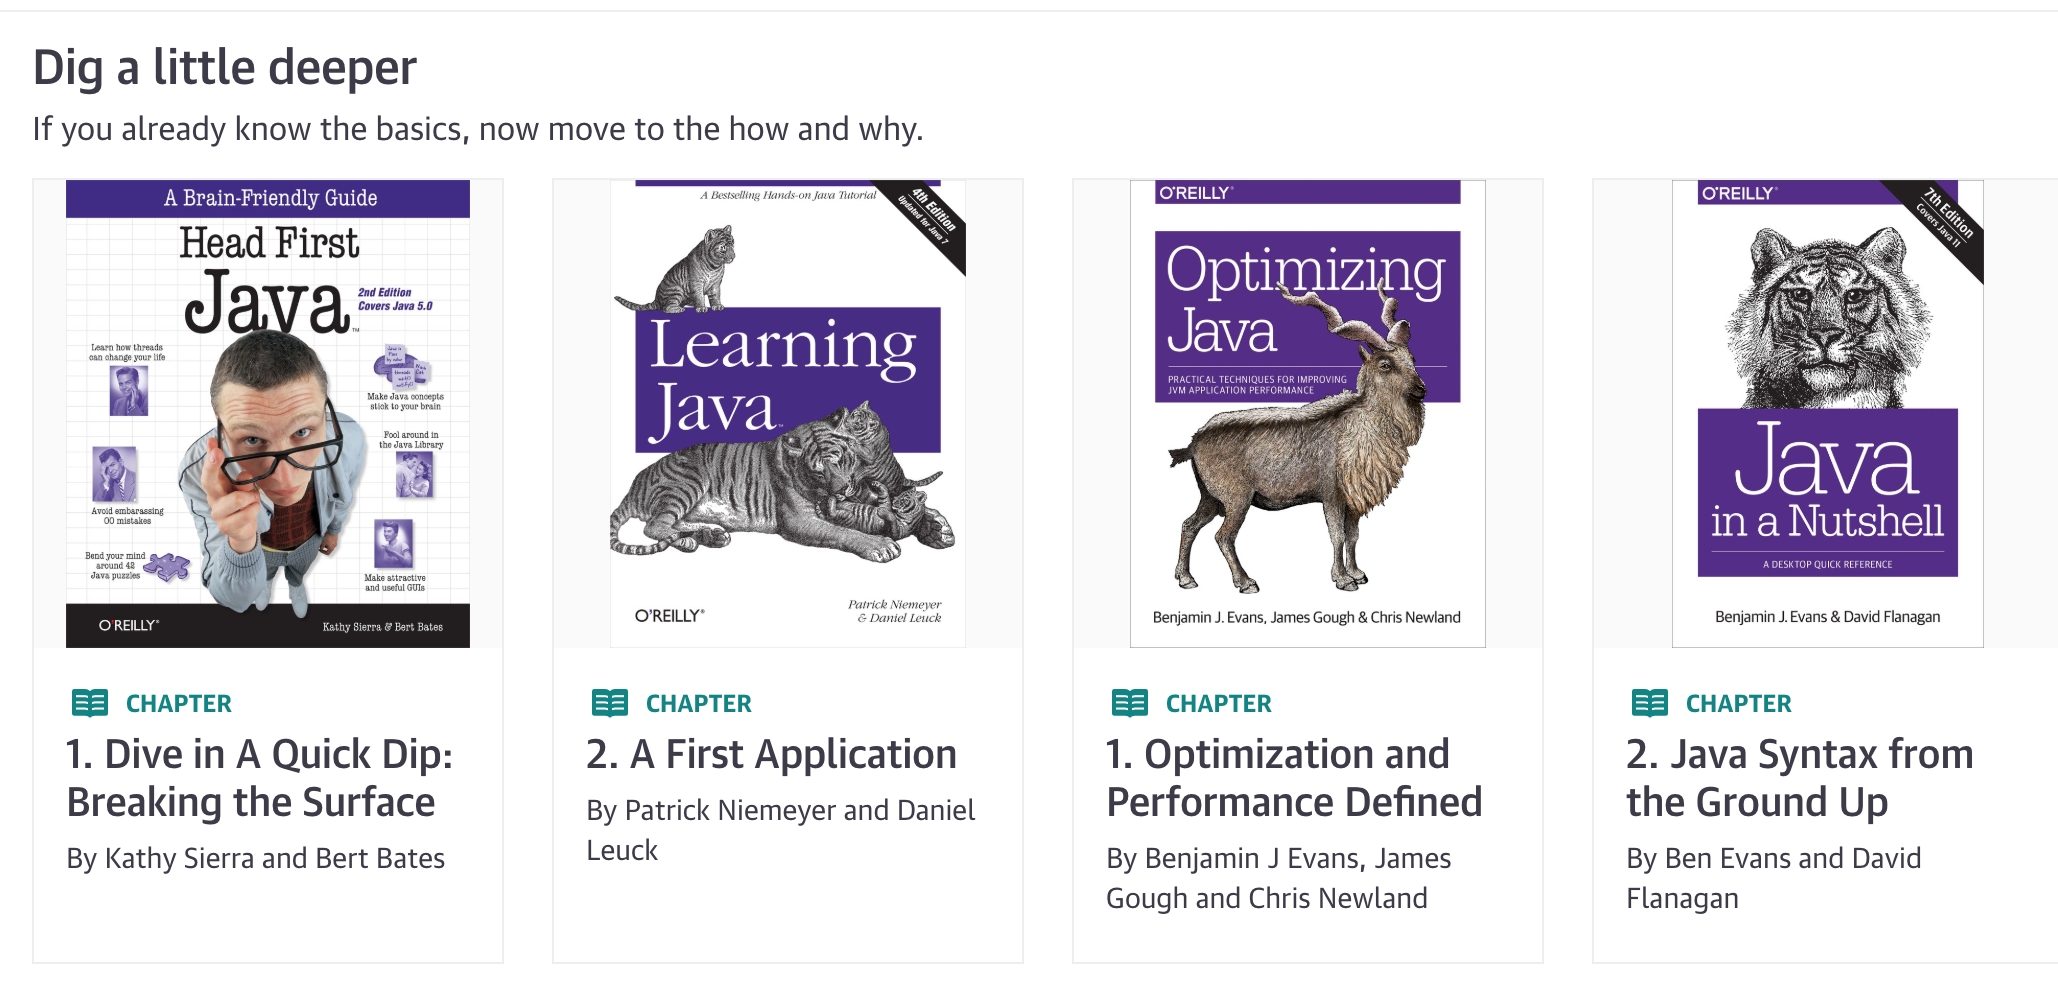 Dig a little deeper
If you already know the basics, now move to the how and why.
A Brain-Friendly Guide
Head First
Java™
2nd Edition
Covers Java 5.0
Learn how threads
can change your life
Make Java concepts
stick to your brain
Fool around in
the Java Library
Avoid embarassing
OO mistakes
Bend your mind
around 42
Java puzzles
Make attractive
and useful GUIs
O'REILLY®
Kathy Sierra & Bert Bates
CHAPTER
1. Dive in A Quick Dip:
Breaking the Surface
By Kathy Sierra and Bert Bates
A Bestselling Hands-on Java Tutorial
4th Edition
Updated for Java 7
Learning
Java™
O'REILLY®
Patrick Niemeyer
& Daniel Leuck
CHAPTER
2. A First Application
By Patrick Niemeyer and Daniel
Leuck
O'REILLY®
Optimizing
Java
PRACTICAL TECHNIQUES FOR IMPROVING
JVM APPLICATION PERFORMANCE
Benjamin J. Evans, James Gough & Chris Newland
CHAPTER
1. Optimization and
Performance Defined
By Benjamin J Evans, James
Gough and Chris Newland
O'REILLY®
7th Edition
Covers Java 11
Java
in a Nutshell
A DESKTOP QUICK REFERENCE
Benjamin J. Evans & David Flanagan
CHAPTER
2. Java Syntax from
the Ground Up
By Ben Evans and David
Flanagan